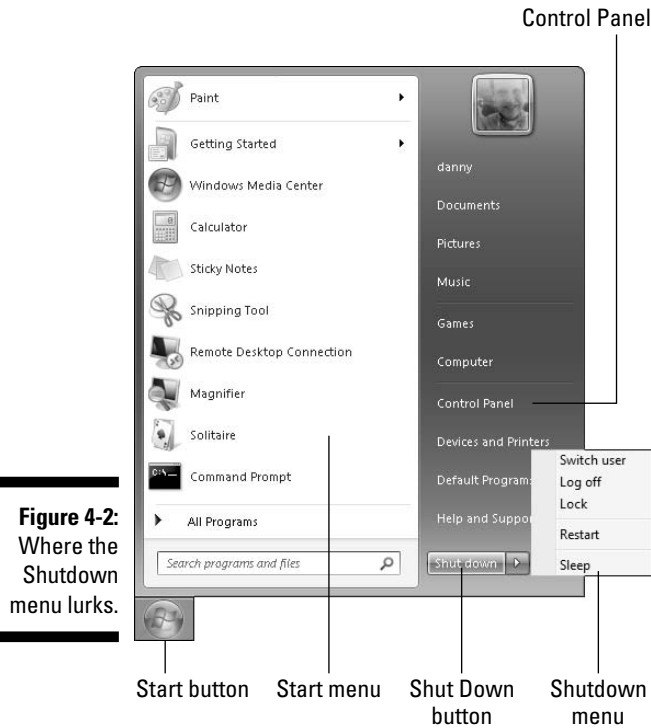 Control Panel
Paint
Getting Started
Windows Media Center
Calculator
Sticky Notes
Snipping Tool
Remote Desktop Connection
Magnifier
Solitaire
C:\_
Command Prompt
All Programs
Search programs and files
danny
Documents
Pictures
Music
Games
Computer
Control Panel
Devices and Printers
Default Programs
Help and Suppor
Shut down
Switch user
Log off
Lock
Restart
Sleep
Figure 4-2:
Where the
Shutdown
menu lurks.
Start button
Start menu
Shut Down
button
Shutdown
menu